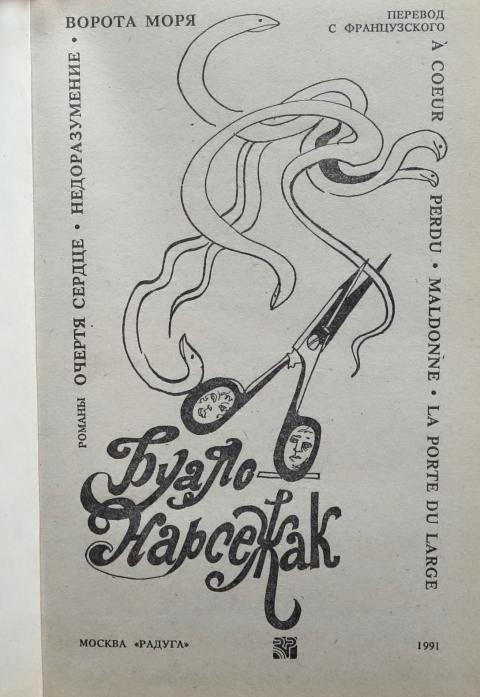 РОМАНЫ ОЧЕРТЯ СЕРДЦЕ • НЕДОРАЗУМЕНИЕ •
ВОРОТА МОРЯ
ПЕРЕВОД
С ФРАНЦУЗСКОГО
À COEUR PERDU • MALDONNE • LA PORTE DU LARGE
Буало
Нарсежак
МОСКВА «РАДУГА»
1991